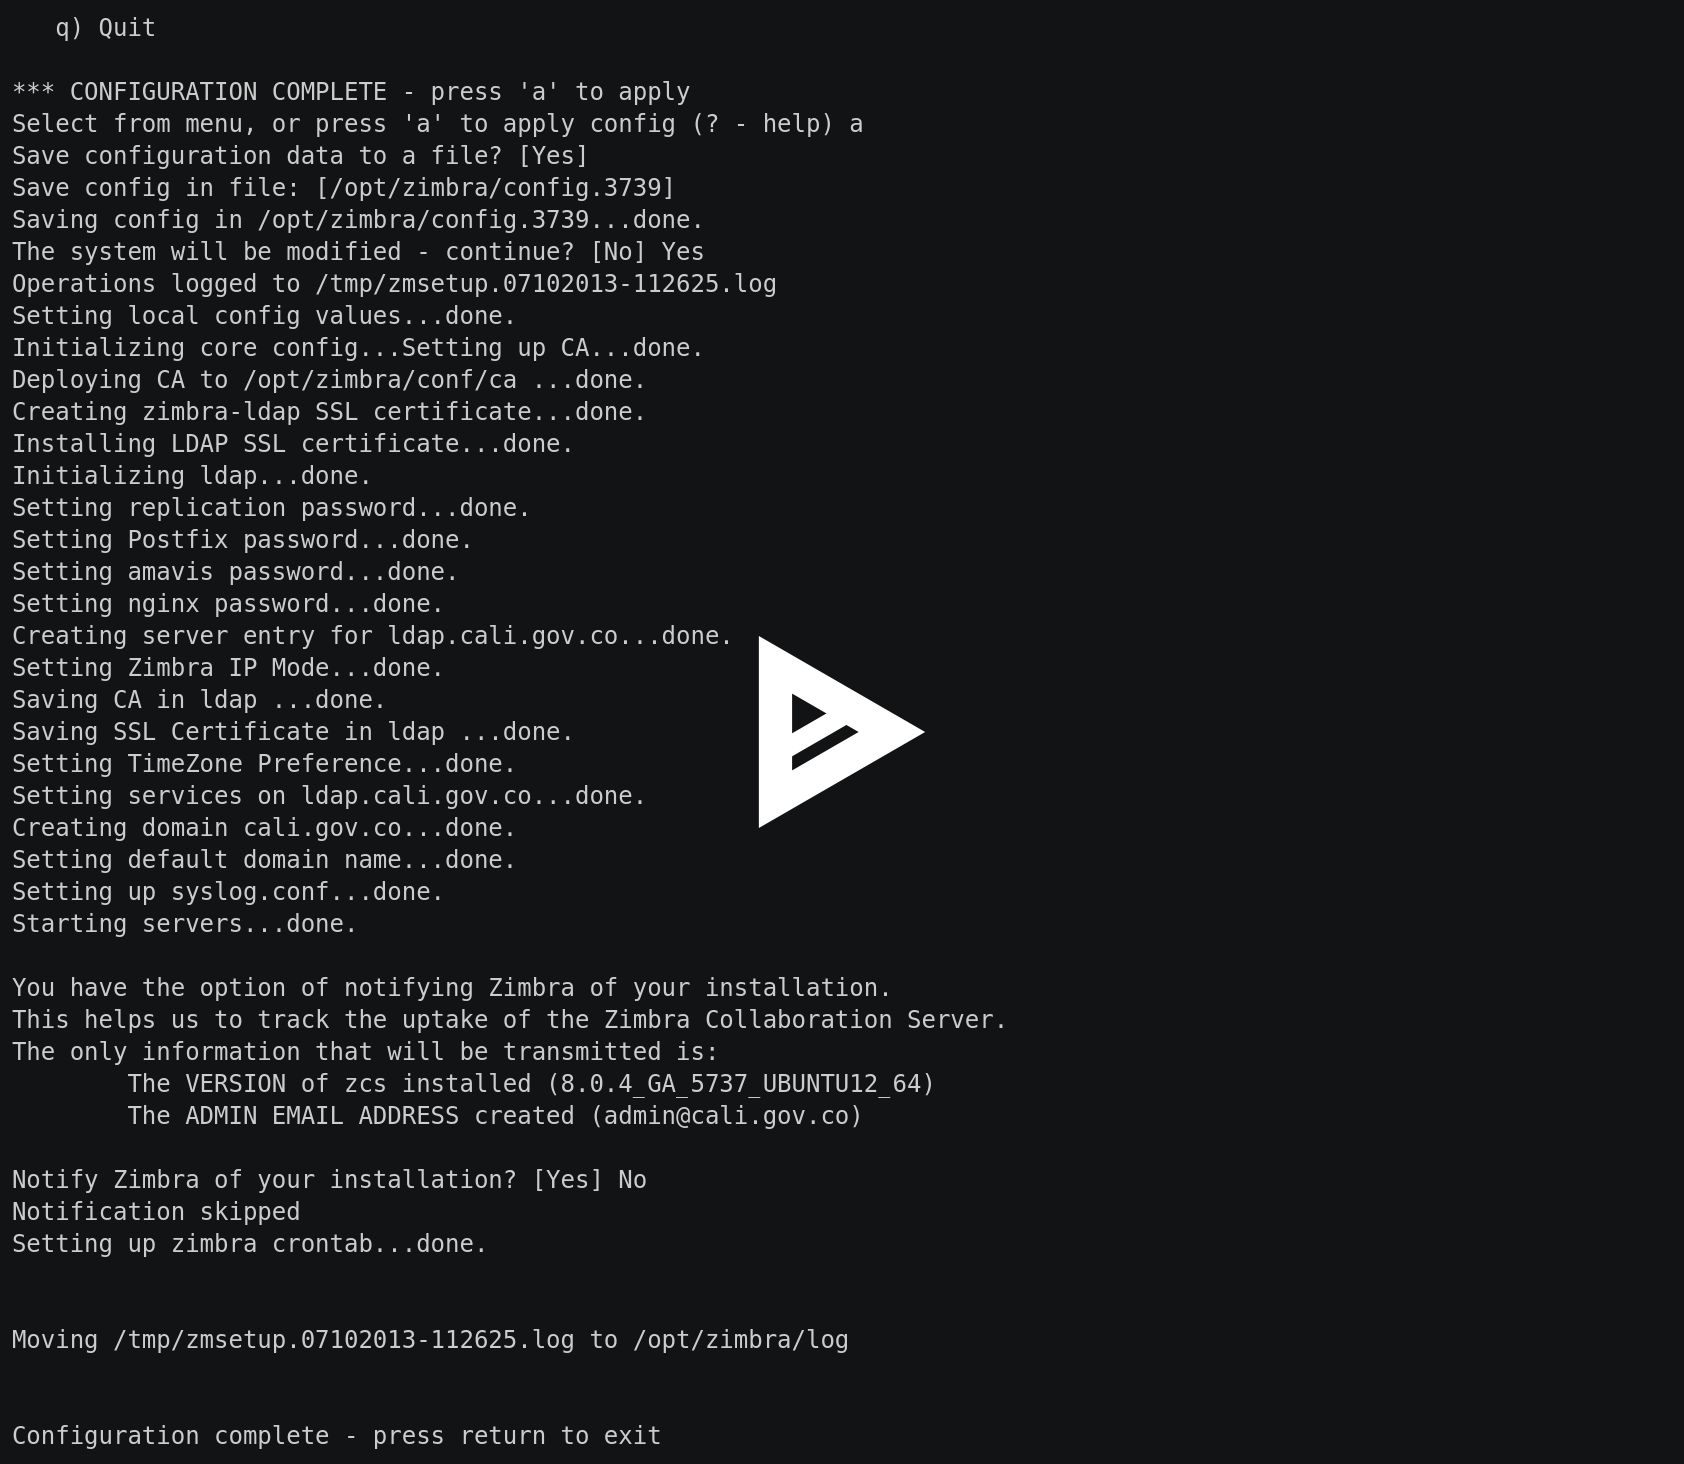 q) Quit
*** CONFIGURATION COMPLETE - press 'a' to apply
Select from menu, or press 'a' to apply config (? - help) a
Save configuration data to a file? [Yes]
Save config in file: [/opt/zimbra/config.3739]
Saving config in /opt/zimbra/config.3739...done.
The system will be modified - continue? [No] Yes
Operations logged to /tmp/zmsetup.07102013-112625.log
Setting local config values...done.
Initializing core config...Setting up CA...done.
Deploying CA to /opt/zimbra/conf/ca ...done.
Creating zimbra-ldap SSL certificate...done.
Installing LDAP SSL certificate...done.
Initializing ldap...done.
Setting replication password...done.
Setting Postfix password...done.
Setting amavis password...done.
Setting nginx password...done.
Creating server entry for ldap.cali.gov.co...done.
Setting Zimbra IP Mode...done.
Saving CA in ldap ...done.
Saving SSL Certificate in ldap ...done.
Setting TimeZone Preference...done.
Setting services on ldap.cali.gov.co...done.
Creating domain cali.gov.co...done.
Setting default domain name...done.
Setting up syslog.conf...done.
Starting servers...done.
You have the option of notifying Zimbra of your installation.
This helps us to track the uptake of the Zimbra Collaboration Server.
The only information that will be transmitted is:
The VERSION of zcs installed (8.0.4_GA_5737_UBUNTU12_64)
The ADMIN EMAIL ADDRESS created (admin@cali.gov.co)
Notify Zimbra of your installation? [Yes] No
Notification skipped
Setting up zimbra crontab...done.
Moving /tmp/zmsetup.07102013-112625.log to /opt/zimbra/log
Configuration complete - press return to exit